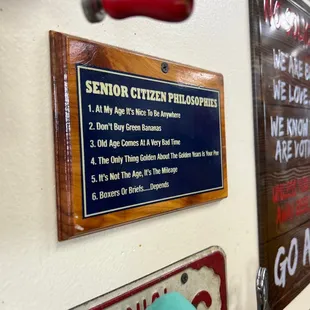 SENIOR CITIZEN PHILOSOPHIES
1. At My Age It's Nice To Be Anywhere
2. Don't Buy Green Bananas
3. Old Age Comes At A Very Bad Time
4. The Only Thing Golden About The Golden Years Is Your Pee
5. It's Not The Age, It's The Mileage
6. Boxers Or Briefs.....Depends
WE ARE
WE LOVE
WE KNOW
ARE
GO